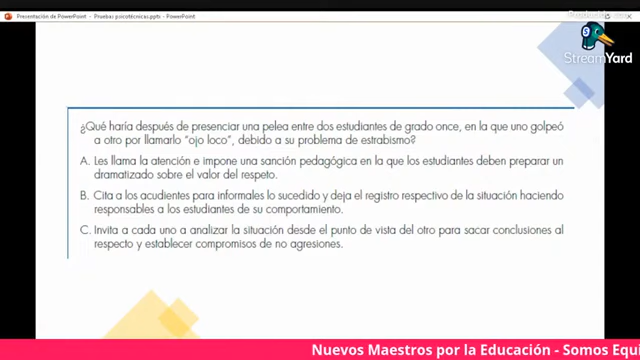 Presentación de PowerPoint - Pruebas psicotécnicas.pptx - PowerPoint
StreamYard
¿Qué haría después de presenciar una pelea entre dos estudiantes de grado once, en la que uno golpeó
a otro por llamarlo “ojo loco”, debido a su problema de estrabismo?
A. Les llama la atención e impone una sanción pedagógica en la que los estudiantes deben preparar un
dramatizado sobre el valor del respeto.
B. Cita a los acudientes para informales lo sucedido y deja el registro respectivo de la situación haciendo
responsables a los estudiantes de su comportamiento.
C. Invita a cada uno a analizar la situación desde el punto de vista del otro para sacar conclusiones al
respecto y establecer compromisos de no agresiones.
Nuevos Maestros por la Educación - Somos Equi